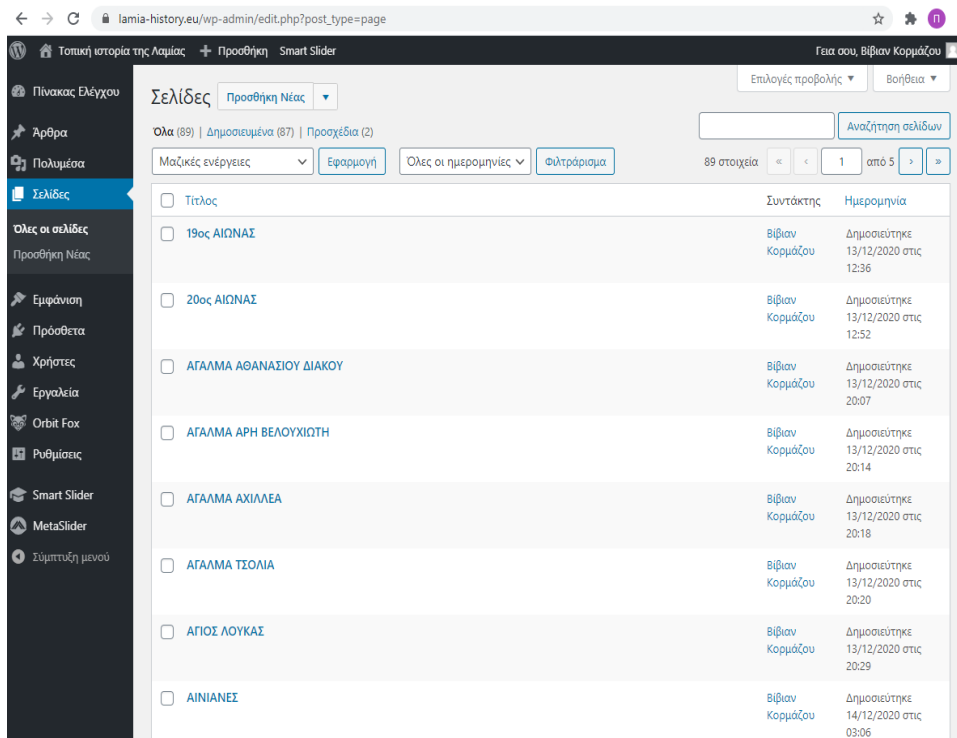 lamia-history.eu/wp-admin/edit.php?post_type=page
Π
Τοπική ιστορία της Λαμίας + Προσθήκη Smart Slider
Γεια σου, Βίβιαν Κορμάζου
Πίνακας Ελέγχου
Άρθρα
Πολυμέσα
Σελίδες
Όλες οι σελίδες
Προσθήκη Νέας
Εμφάνιση
Πρόσθετα
Χρήστες
Εργαλεία
Orbit Fox
Ρυθμίσεις
Smart Slider
MetaSlider
Σύμπτυξη μενού
Επιλογές προβολής ▼ Βοήθεια ▼
Σελίδες Προσθήκη Νέας ▼
Όλα (89) | Δημοσιευμένα (87) | Προσχέδια (2)
Αναζήτηση σελίδων
Μαζικές ενέργειες Εφαρμογή Όλες οι ημερομηνίες Φιλτράρισμα 89 στοιχεία « ‹ 1 από 5 › »
Τίτλος Συντάκτης Ημερομηνία
19ος ΑΙΩΝΑΣ Βίβιαν Δημοσιεύτηκε
Κορμάζου 13/12/2020 στις
12:36
20ος ΑΙΩΝΑΣ Βίβιαν Δημοσιεύτηκε
Κορμάζου 13/12/2020 στις
12:52
ΑΓΑΛΜΑ ΑΘΑΝΑΣΙΟΥ ΔΙΑΚΟΥ Βίβιαν Δημοσιεύτηκε
Κορμάζου 13/12/2020 στις
20:07
ΑΓΑΛΜΑ ΑΡΗ ΒΕΛΟΥΧΙΩΤΗ Βίβιαν Δημοσιεύτηκε
Κορμάζου 13/12/2020 στις
20:14
ΑΓΑΛΜΑ ΑΧΙΛΛΕΑ Βίβιαν Δημοσιεύτηκε
Κορμάζου 13/12/2020 στις
20:18
ΑΓΑΛΜΑ ΤΣΟΛΙΑ Βίβιαν Δημοσιεύτηκε
Κορμάζου 13/12/2020 στις
20:20
ΑΓΙΟΣ ΛΟΥΚΑΣ Βίβιαν Δημοσιεύτηκε
Κορμάζου 13/12/2020 στις
20:29
ΑΙΝΙΑΝΕΣ Βίβιαν Δημοσιεύτηκε
Κορμάζου 14/12/2020 στις
03:06